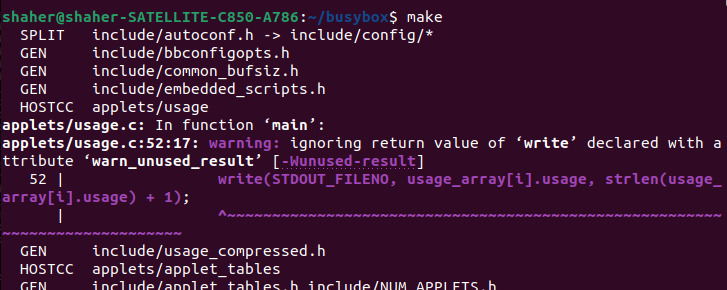 shaher@shaher-SATELLITE-C850-A786:~/busybox$ make
  SPLIT   include/autoconf.h -> include/config/*
  GEN     include/bbconfigopts.h
  GEN     include/common_bufsiz.h
  GEN     include/embedded_scripts.h
  HOSTCC  applets/usage
applets/usage.c: In function ‘main’:
applets/usage.c:52:17: warning: ignoring return value of ‘write’ declared with a
ttribute ‘warn_unused_result’ [-Wunused-result]
   52 |                 write(STDOUT_FILENO, usage_array[i].usage, strlen(usage_
array[i].usage) + 1);
      |                 ^~~~~~~~~~~~~~~~~~~~~~~~~~~~~~~~~~~~~~~~~~~~~~~~~~~~~~~~
~~~~~~~~~~~~~~~~~~~~
  GEN     include/usage_compressed.h
  HOSTCC  applets/applet_tables
  GEN     include/applet_tables.h include/NUM_APPLETS.h